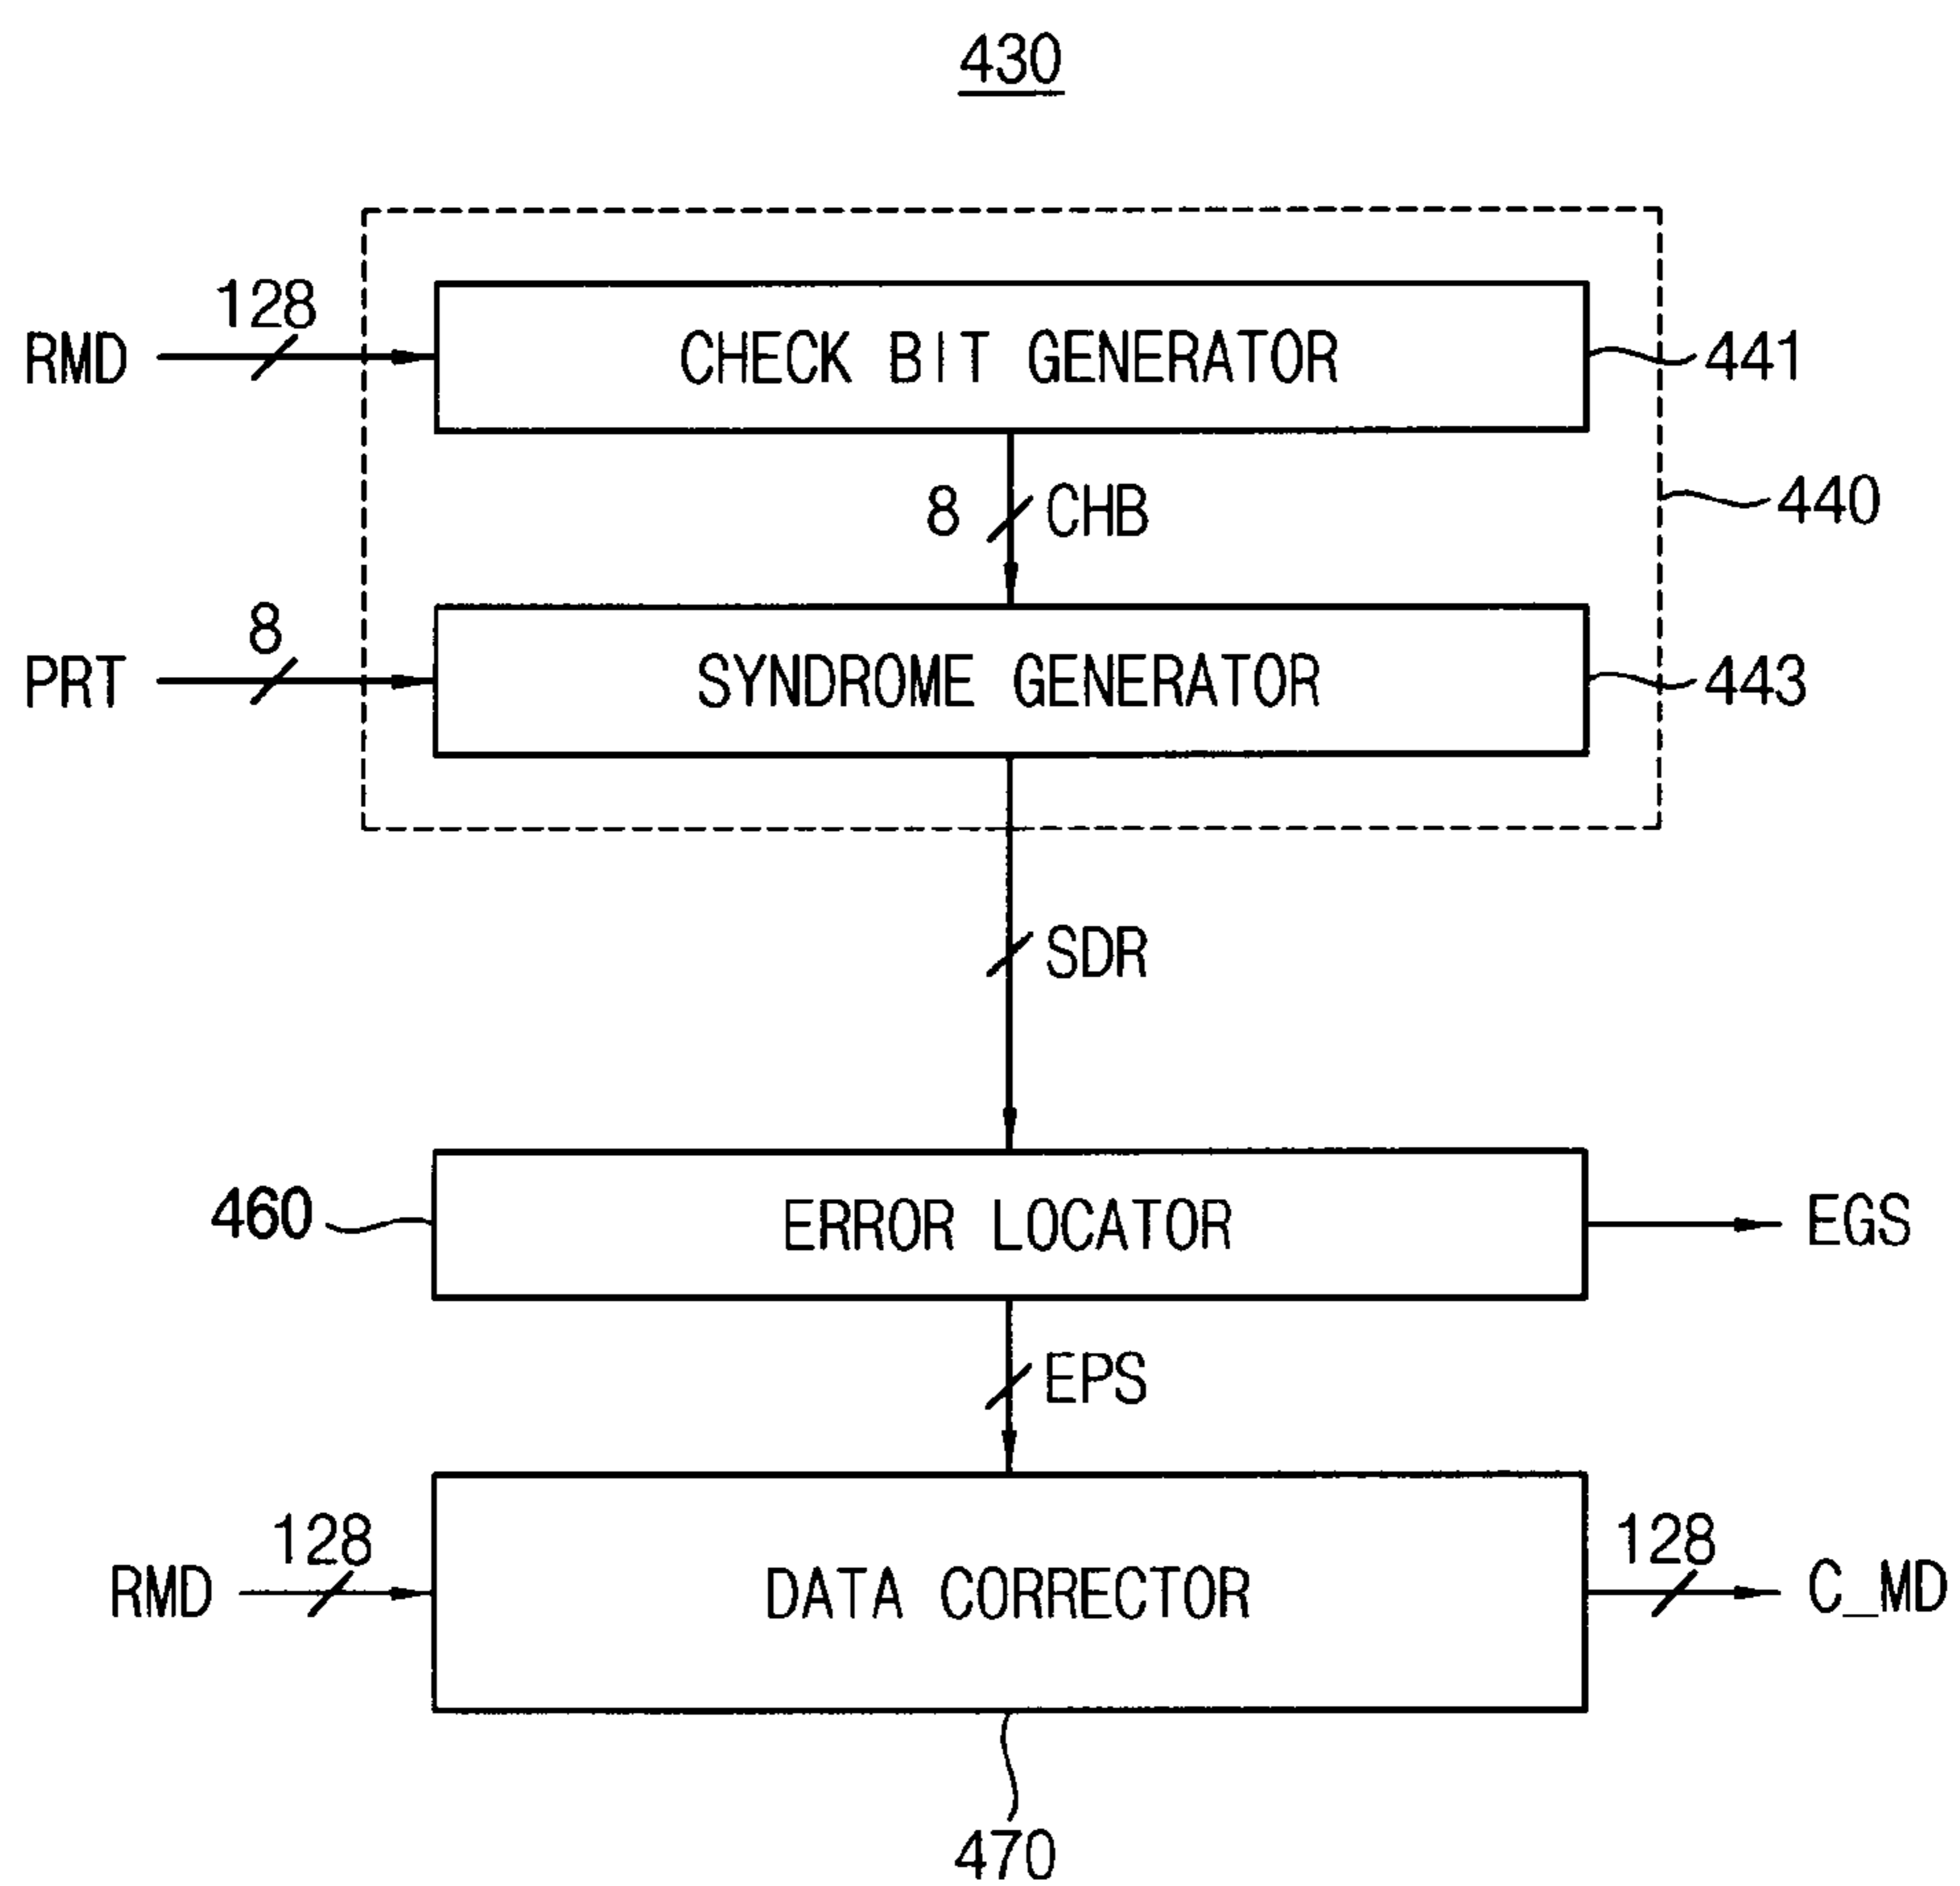 430
128
RMD
CHECK BIT GENERATOR
441
8
CHB
440
8
PRT
SYNDROME GENERATOR
443
SDR
460
ERROR LOCATOR
EGS
EPS
128
RMD
DATA CORRECTOR
128
C_MD
470